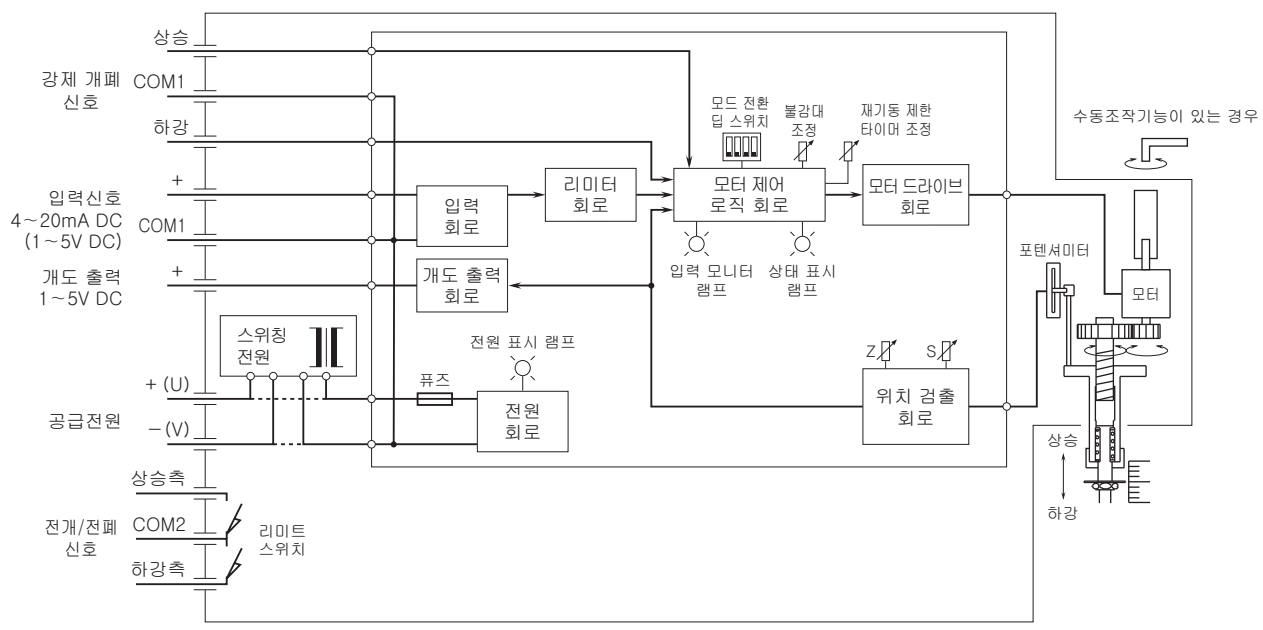 상승
강제 개폐
신호
COM1
하강
+
입력신호
4~20mA DC
(1~5V DC)
COM1
개도 출력
1~5V DC
+
스위칭
전원
+(U)
공급전원
−(V)
상승측
전개/전폐
신호
COM2
하강측
리미트
스위치
입력
회로
리미터
회로
개도 출력
회로
전원 표시 램프
퓨즈
전원
회로
모드 전환
딥 스위치
불감대
조정
재기동 제한
타이머 조정
모터 제어
로직 회로
모터 드라이브
회로
입력 모니터
램프
상태 표시
램프
Z
S
위치 검출
회로
수동조작기능이 있는 경우
포텐셔미터
모터
상승
하강